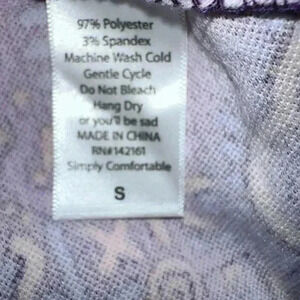 97% Polyester
3% Spandex
Machine Wash Cold
Gentle Cycle
Do Not Bleach
Hang Dry
or you'll be sad
MADE IN CHINA
RN#142161
Simply Comfortable
S